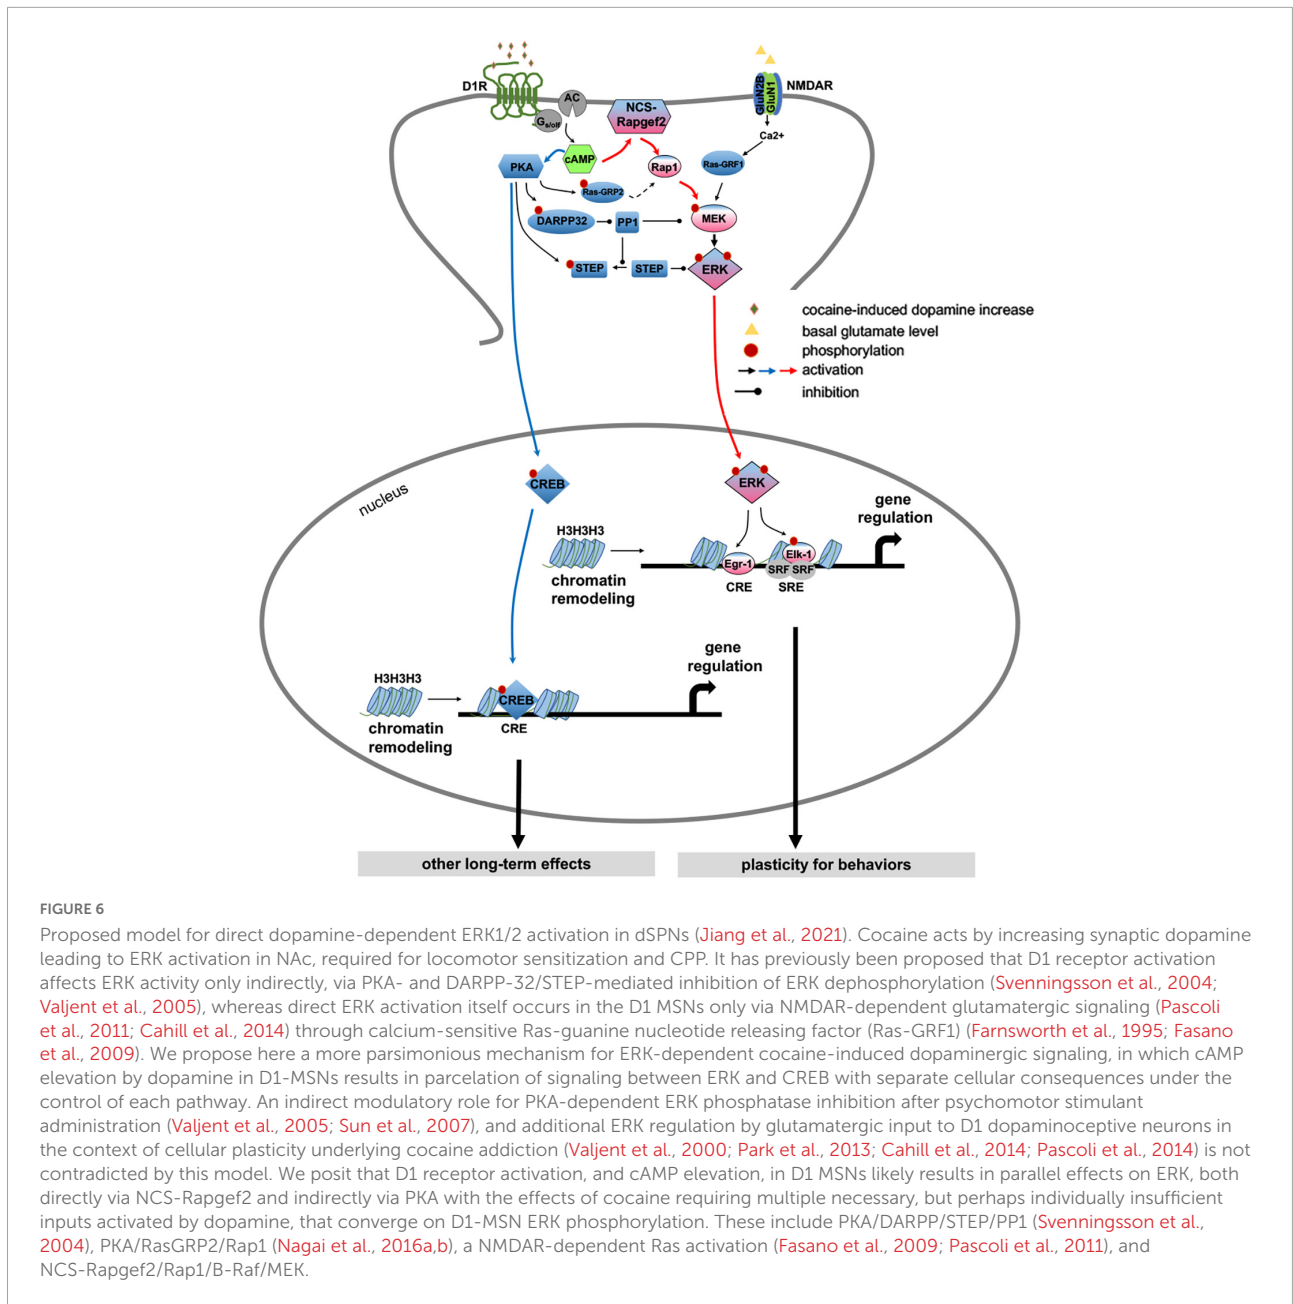 D1R
AC
Gs/olf
NCS-
Rapgef2
GluN2B
GluN1
NMDAR
Ca2+
cAMP
PKA
Rap1
Ras-GRF1
Ras-GRP2
DARPP32
PP1
MEK
STEP
STEP
ERK
cocaine-induced dopamine increase
basal glutamate level
phosphorylation
activation
inhibition
nucleus
CREB
ERK
gene
regulation
H3H3H3
chromatin
remodeling
Egr-1
Elk-1
SRF SRF
CRE
SRE
gene
regulation
H3H3H3
chromatin
remodeling
CREB
CRE
other long-term effects
plasticity for behaviors
FIGURE 6
Proposed model for direct dopamine-dependent ERK1/2 activation in dSPNs (Jiang et al., 2021). Cocaine acts by increasing synaptic dopamine
leading to ERK activation in NAc, required for locomotor sensitization and CPP. It has previously been proposed that D1 receptor activation
affects ERK activity only indirectly, via PKA- and DARPP-32/STEP-mediated inhibition of ERK dephosphorylation (Svenningsson et al., 2004;
Valjent et al., 2005), whereas direct ERK activation itself occurs in the D1 MSNs only via NMDAR-dependent glutamatergic signaling (Pascoli
et al., 2011; Cahill et al., 2014) through calcium-sensitive Ras-guanine nucleotide releasing factor (Ras-GRF1) (Farnsworth et al., 1995; Fasano
et al., 2009). We propose here a more parsimonious mechanism for ERK-dependent cocaine-induced dopaminergic signaling, in which cAMP
elevation by dopamine in D1-MSNs results in parcelation of signaling between ERK and CREB with separate cellular consequences under the
control of each pathway. An indirect modulatory role for PKA-dependent ERK phosphatase inhibition after psychomotor stimulant
administration (Valjent et al., 2005; Sun et al., 2007), and additional ERK regulation by glutamatergic input to D1 dopaminoceptive neurons in
the context of cellular plasticity underlying cocaine addiction (Valjent et al., 2000; Park et al., 2013; Cahill et al., 2014; Pascoli et al., 2014) is not
contradicted by this model. We posit that D1 receptor activation, and cAMP elevation, in D1 MSNs likely results in parallel effects on ERK, both
directly via NCS-Rapgef2 and indirectly via PKA with the effects of cocaine requiring multiple necessary, but perhaps individually insufficient
inputs activated by dopamine, that converge on D1-MSN ERK phosphorylation. These include PKA/DARPP/STEP/PP1 (Svenningsson et al.,
2004), PKA/RasGRP2/Rap1 (Nagai et al., 2016a,b), a NMDAR-dependent Ras activation (Fasano et al., 2009; Pascoli et al., 2011), and
NCS-Rapgef2/Rap1/B-Raf/MEK.